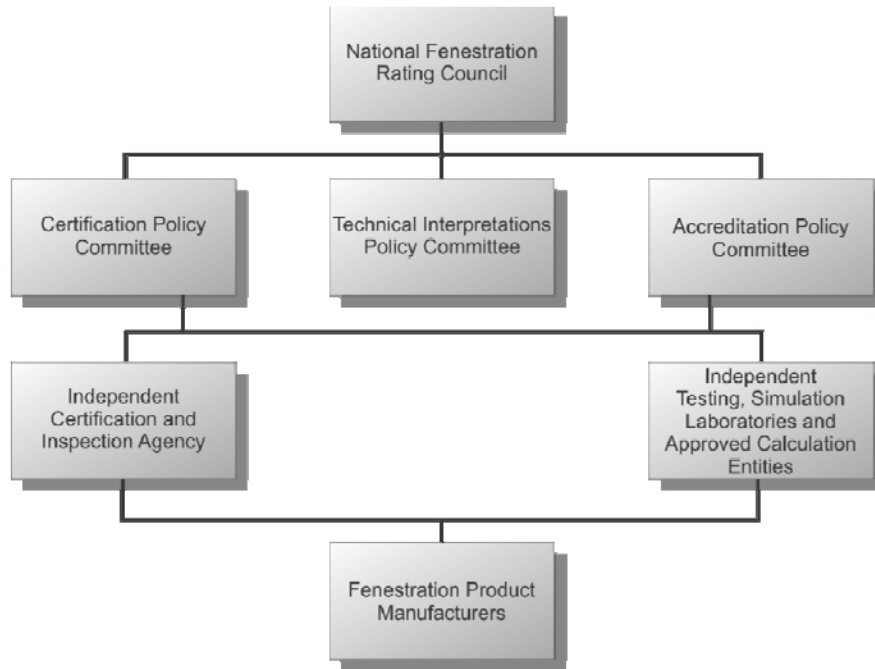 National Fenestration
Rating Council
Certification Policy
Committee
Technical Interpretations
Policy Committee
Accreditation Policy
Committee
Independent
Certification and
Inspection Agency
Independent
Testing, Simulation
Laboratories and
Approved Calculation
Entities
Fenestration Product
Manufacturers